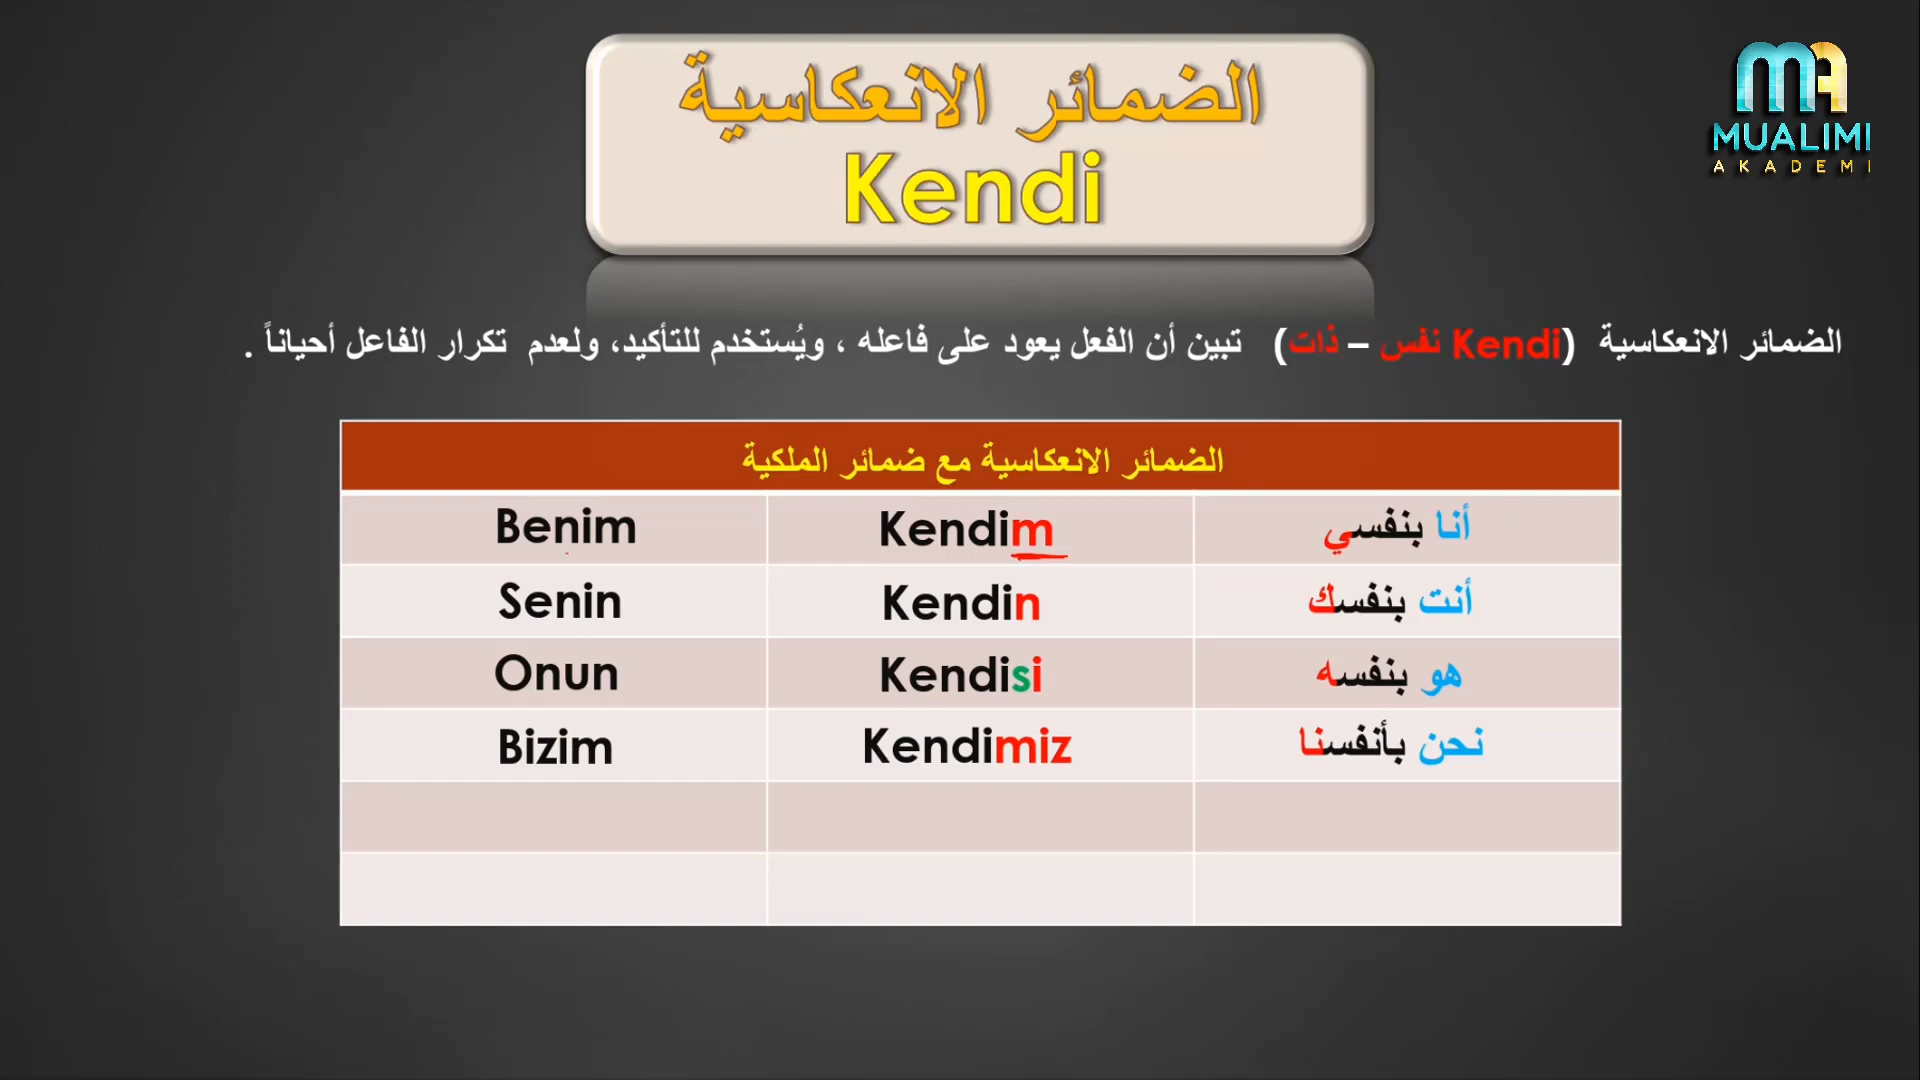 الضمائر الانعكاسية
Kendi
MUALIMI
AKADEMI
الضمائر الانعكاسية (Kendi نفس – ذات) تبين أن الفعل يعود على فاعله ، ويُستخدم للتأكيد، ولعدم تكرار الفاعل أحياناً .
الضمائر الانعكاسية مع ضمائر الملكية
Benim Kendim أنا بنفسي
Senin Kendin أنت بنفسك
Onun Kendisi هو بنفسه
Bizim Kendimiz نحن بأنفسنا